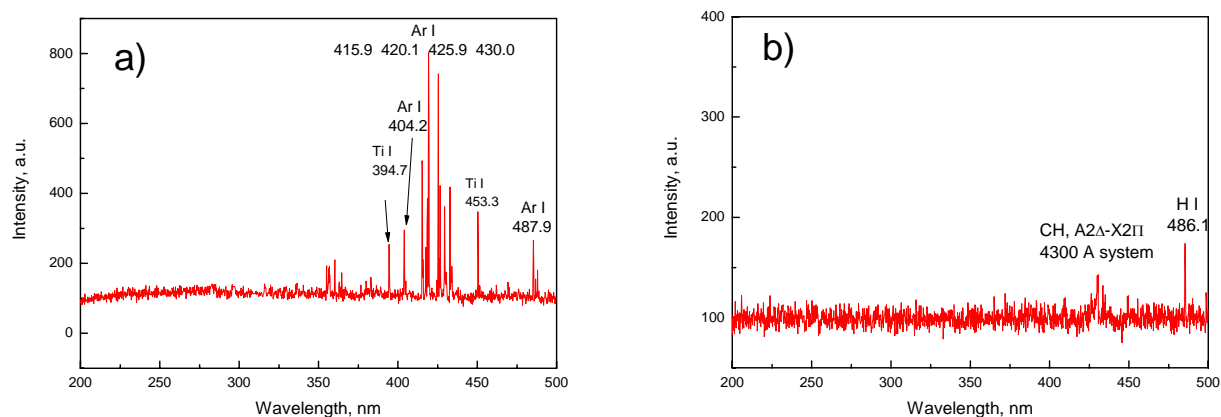 a)
Ar I
415.9 420.1 425.9 430.0
Ar I
404.2
Ti I
394.7
Ti I
453.3
Ar I
487.9
800
600
400
200
0
200 250 300 350 400 450 500
Intensity, a.u.
Wavelength, nm
b)
H I
486.1
CH, A2Δ-X2Π
4300 A system
400
300
200
100
200 250 300 350 400 450 500
Intensity, a.u.
Wavelength, nm